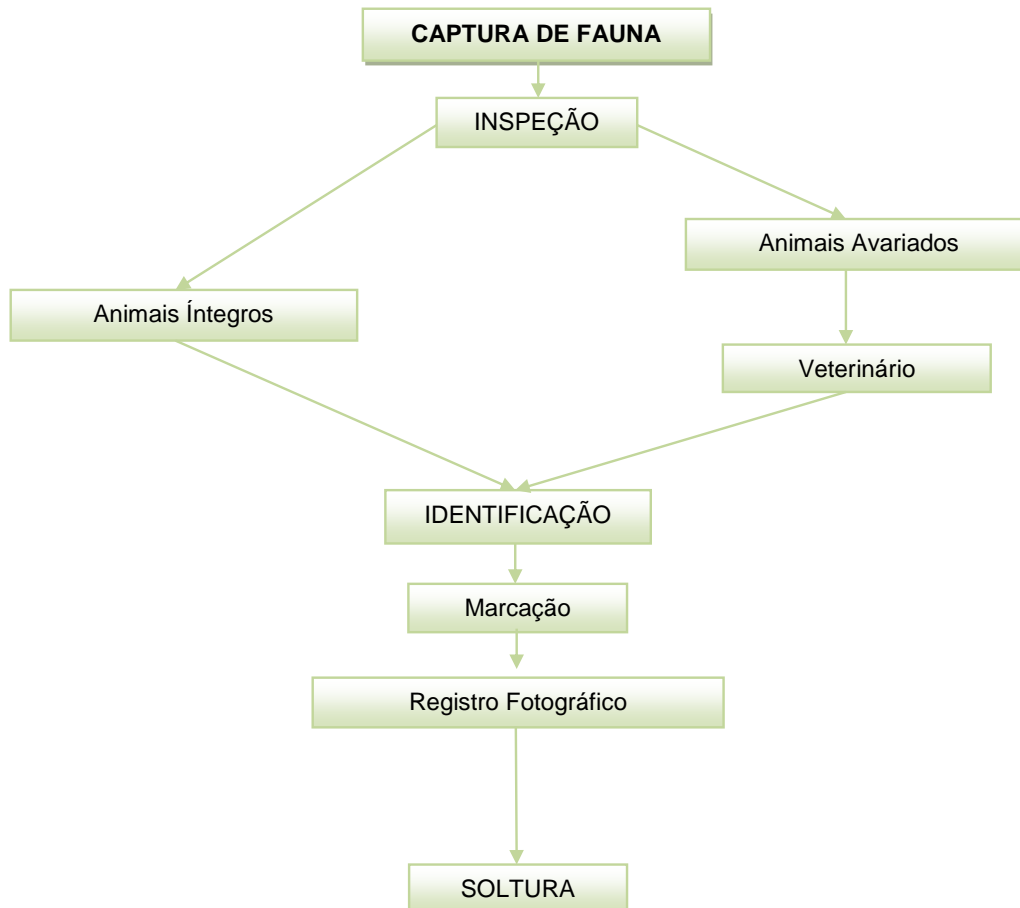 CAPTURA DE FAUNA
INSPEÇÃO
Animais Avariados
Animais Íntegros
Veterinário
IDENTIFICAÇÃO
Marcação
Registro Fotográfico
SOLTURA